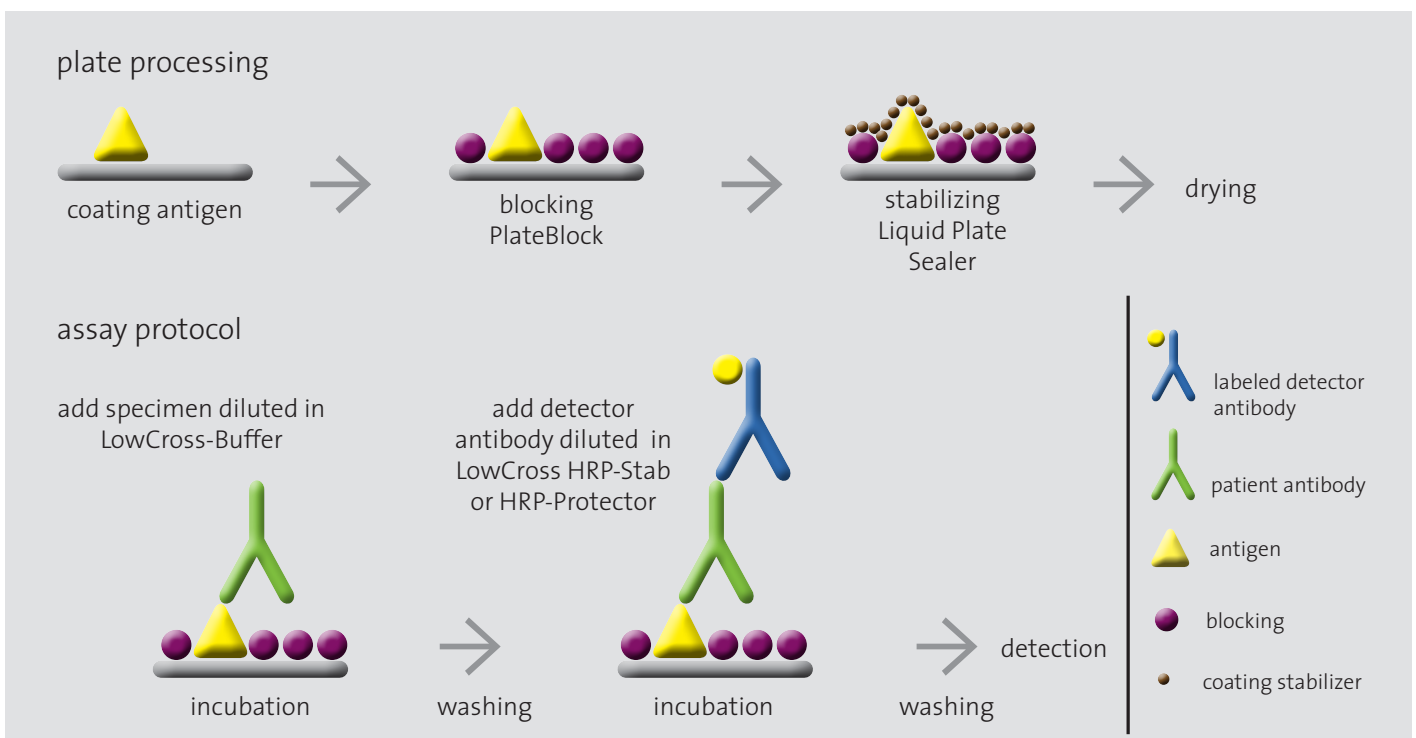 plate processing
coating antigen
blocking
PlateBlock
stabilizing
Liquid Plate
Sealer
drying
assay protocol
add specimen diluted in
LowCross-Buffer
add detector
antibody diluted in
LowCross HRP-Stab
or HRP-Protector
incubation
washing
incubation
washing
detection
labeled detector
antibody
patient antibody
antigen
blocking
coating stabilizer